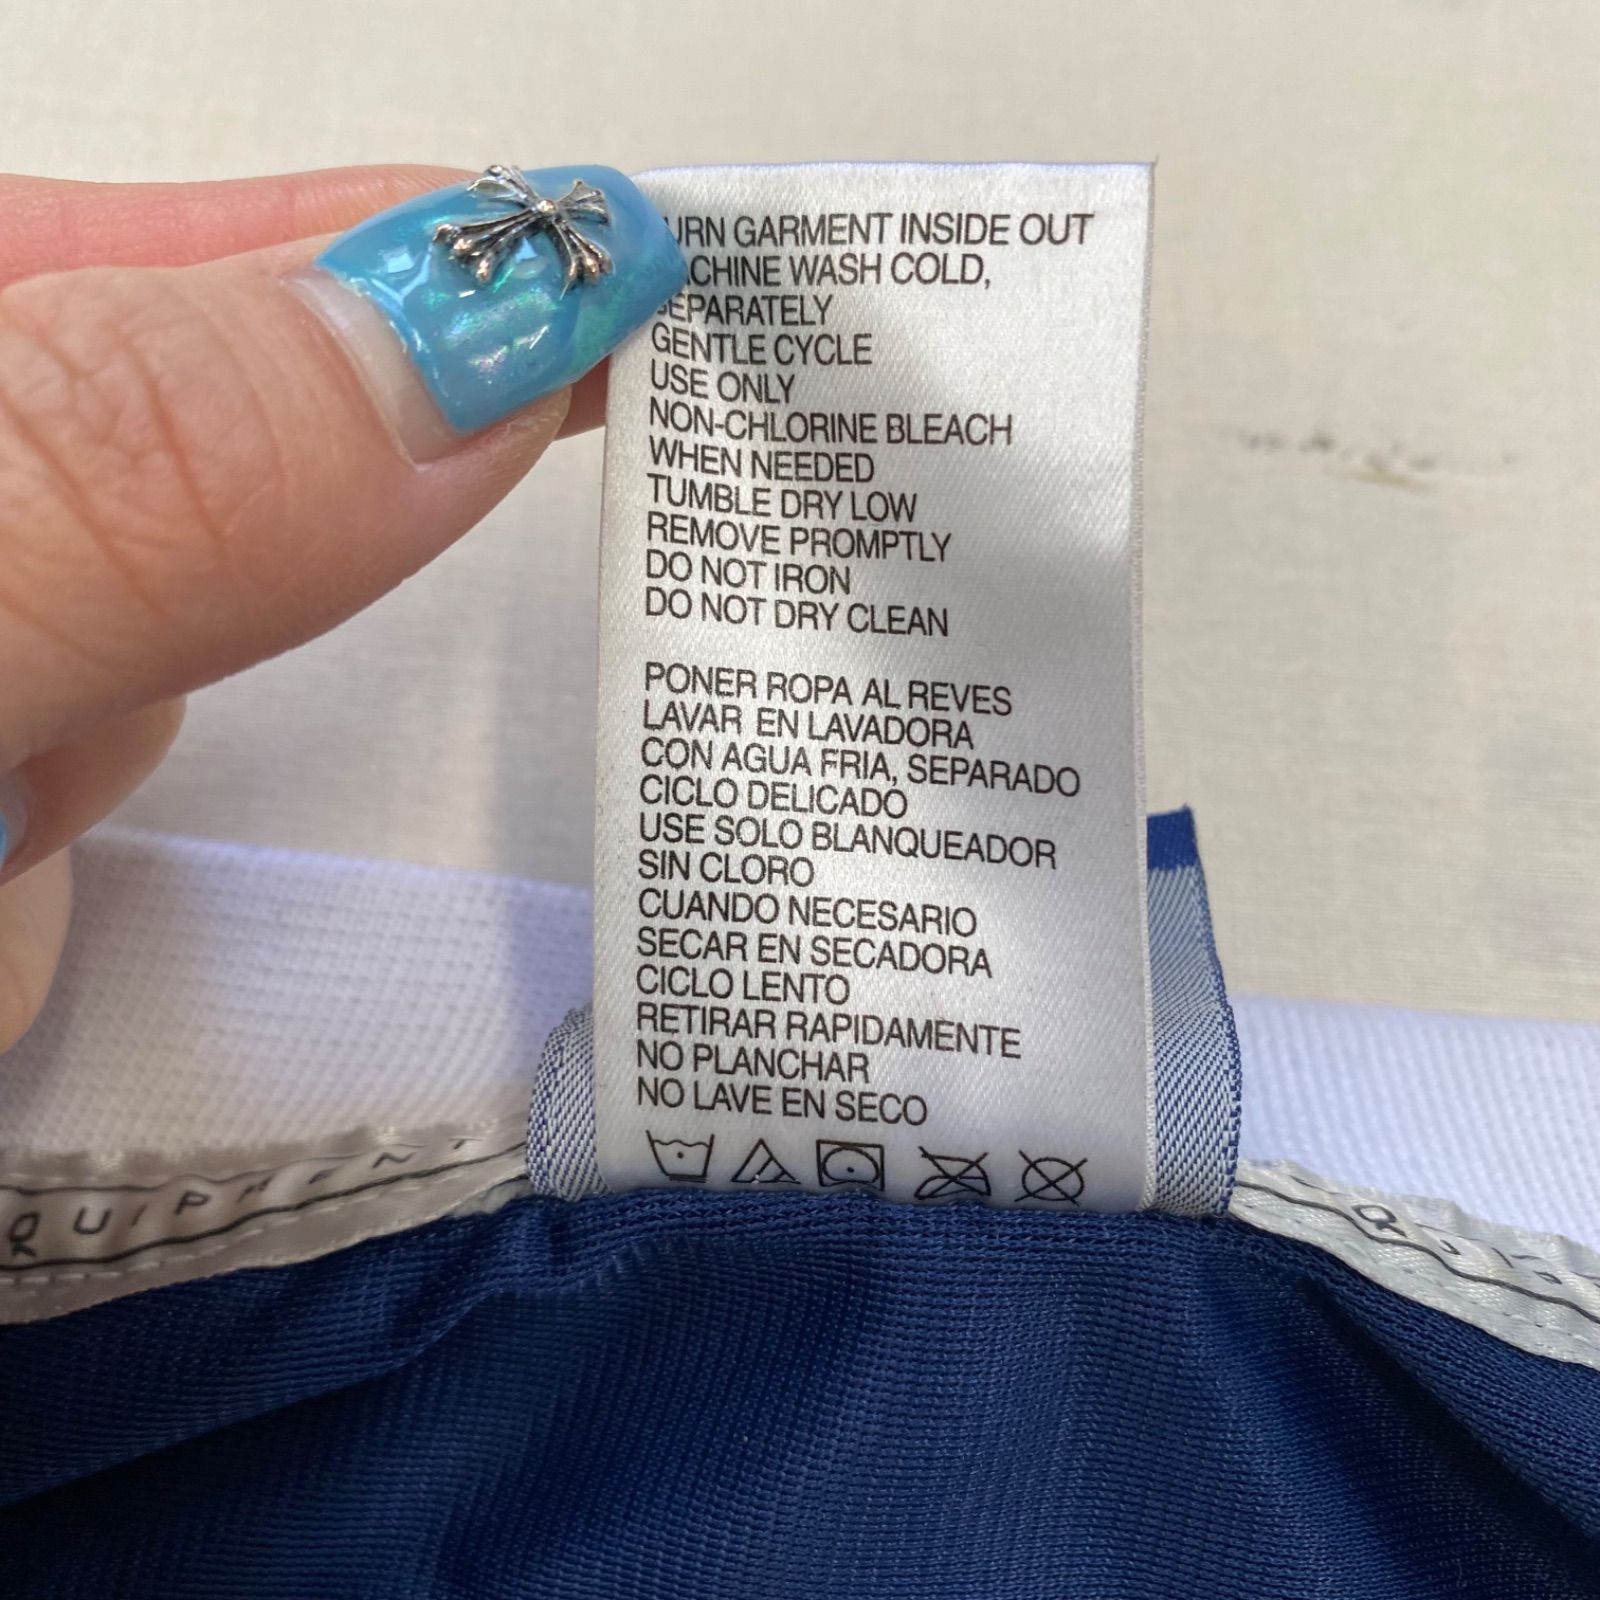 URN GARMENT INSIDE OUT
ACHINE WASH COLD,
SEPARATELY
GENTLE CYCLE
USE ONLY
NON-CHLORINE BLEACH
WHEN NEEDED
TUMBLE DRY LOW
REMOVE PROMPTLY
DO NOT IRON
DO NOT DRY CLEAN
PONER ROPA AL REVES
LAVAR EN LAVADORA
CON AGUA FRIA, SEPARADO
CICLO DELICADO
USE SOLO BLANQUEADOR
SIN CLORO
CUANDO NECESARIO
SECAR EN SECADORA
CICLO LENTO
RETIRAR RAPIDAMENTE
NO PLANCHAR
NO LAVE EN SECO
QUIPMENT